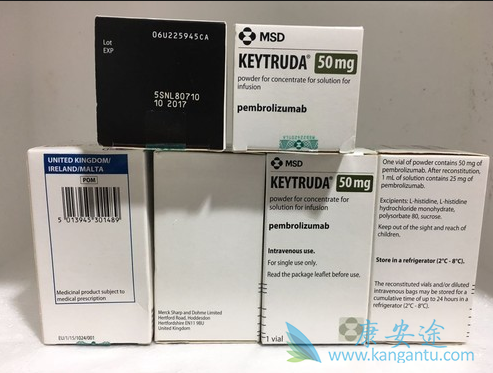 06U225945CA
Lot
EXP
5SNL80710
10 2017
MSD
KEYTRUDA® 50 mg
powder for concentrate for solution for
infusion
pembrolizumab
UNITED KINGDOM/
IRELAND/MALTA
POM
5 013945 301489
Medicinal product subject to
medical prescription
EU/1/15/1024/001
Merck Sharp and Dohme Limited
Hertford Road, Hoddesdon
Hertfordshire EN11 9BU
United Kingdom
MSD
KEYTRUDA® 50 mg
powder for concentrate for
solution for infusion
pembrolizumab
Intravenous use.
For single use only.
Read the package leaflet before use.
1 vial
One vial of powder contains 50 mg of
pembrolizumab. After reconstitution,
1 mL of solution contains 25 mg of
pembrolizumab.
Excipients: L-histidine, L-histidine
hydrochloride monohydrate,
polysorbate 80, sucrose.
Keep out of the sight and reach of
children.
Store in a refrigerator (2°C - 8°C).
The reconstituted vials and/or diluted
intravenous bags may be stored for a
cumulative time of up to 24 hours in a
refrigerator (2°C - 8°C).
康安途
www.kangantu.com